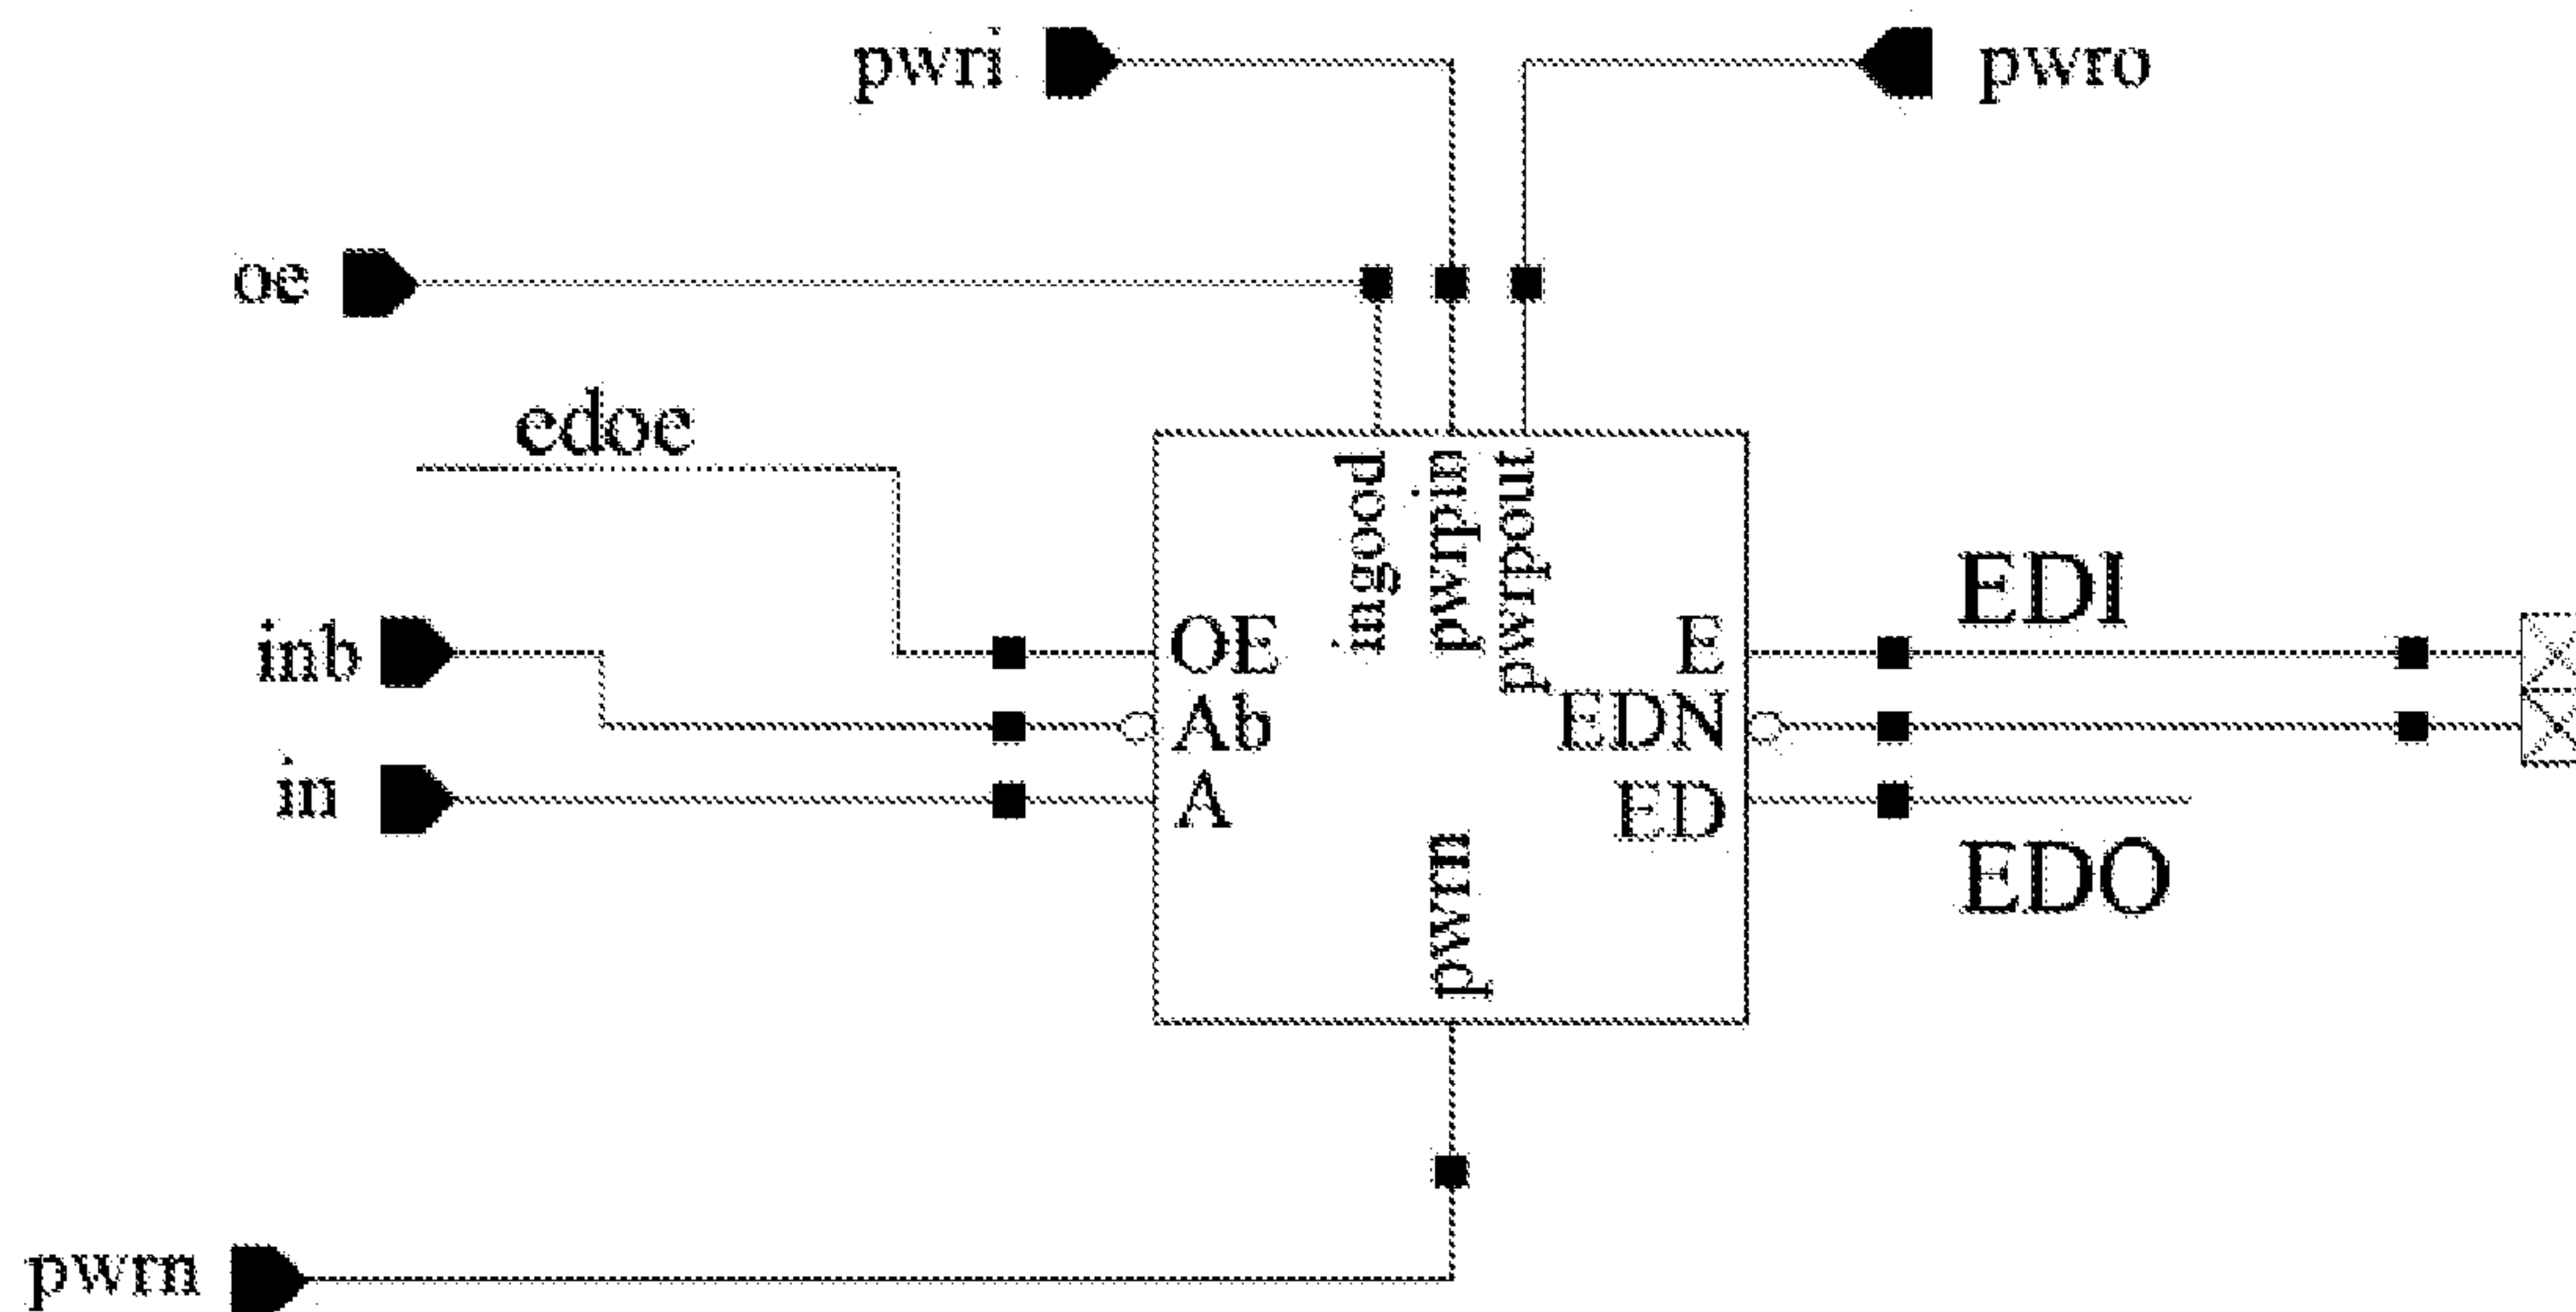 pwri
pwro
oe
edoe
ingood
pwrpin
pwrpout
EDI
inb
OE
E
Ab
EDN
in
A
ED
EDO
pwrn
pwrn